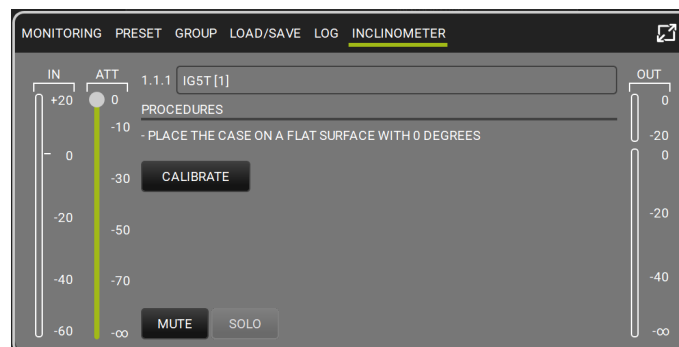 MONITORING PRESET GROUP LOAD/SAVE LOG INCLINOMETER
IN ATT OUT
1.1.1 IG5T [1]
+20 0 0
PROCEDURES
-10 -20
- PLACE THE CASE ON A FLAT SURFACE WITH 0 DEGREES
0 0
-30 CALIBRATE
-20 -20
-50
-40 -70 -40
MUTE SOLO
-60 -∞ -∞